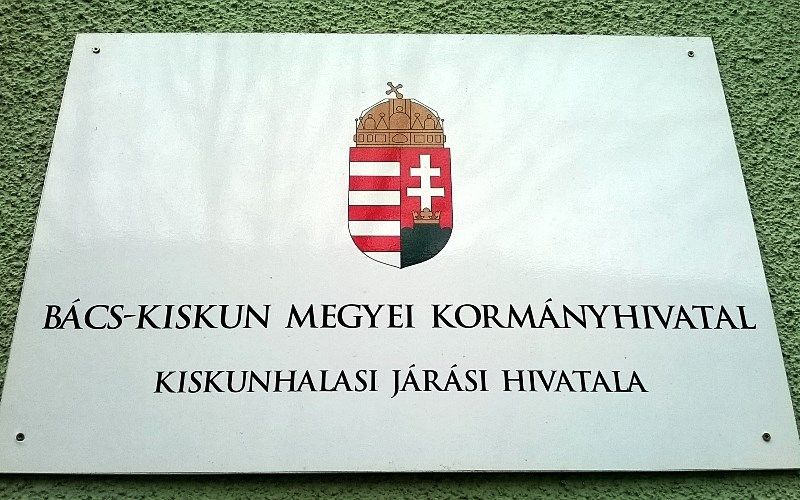 BÁCS-KISKUN MEGYEI KORMÁNYHIVATAL
KISKUNHALASI JÁRÁSI HIVATALA